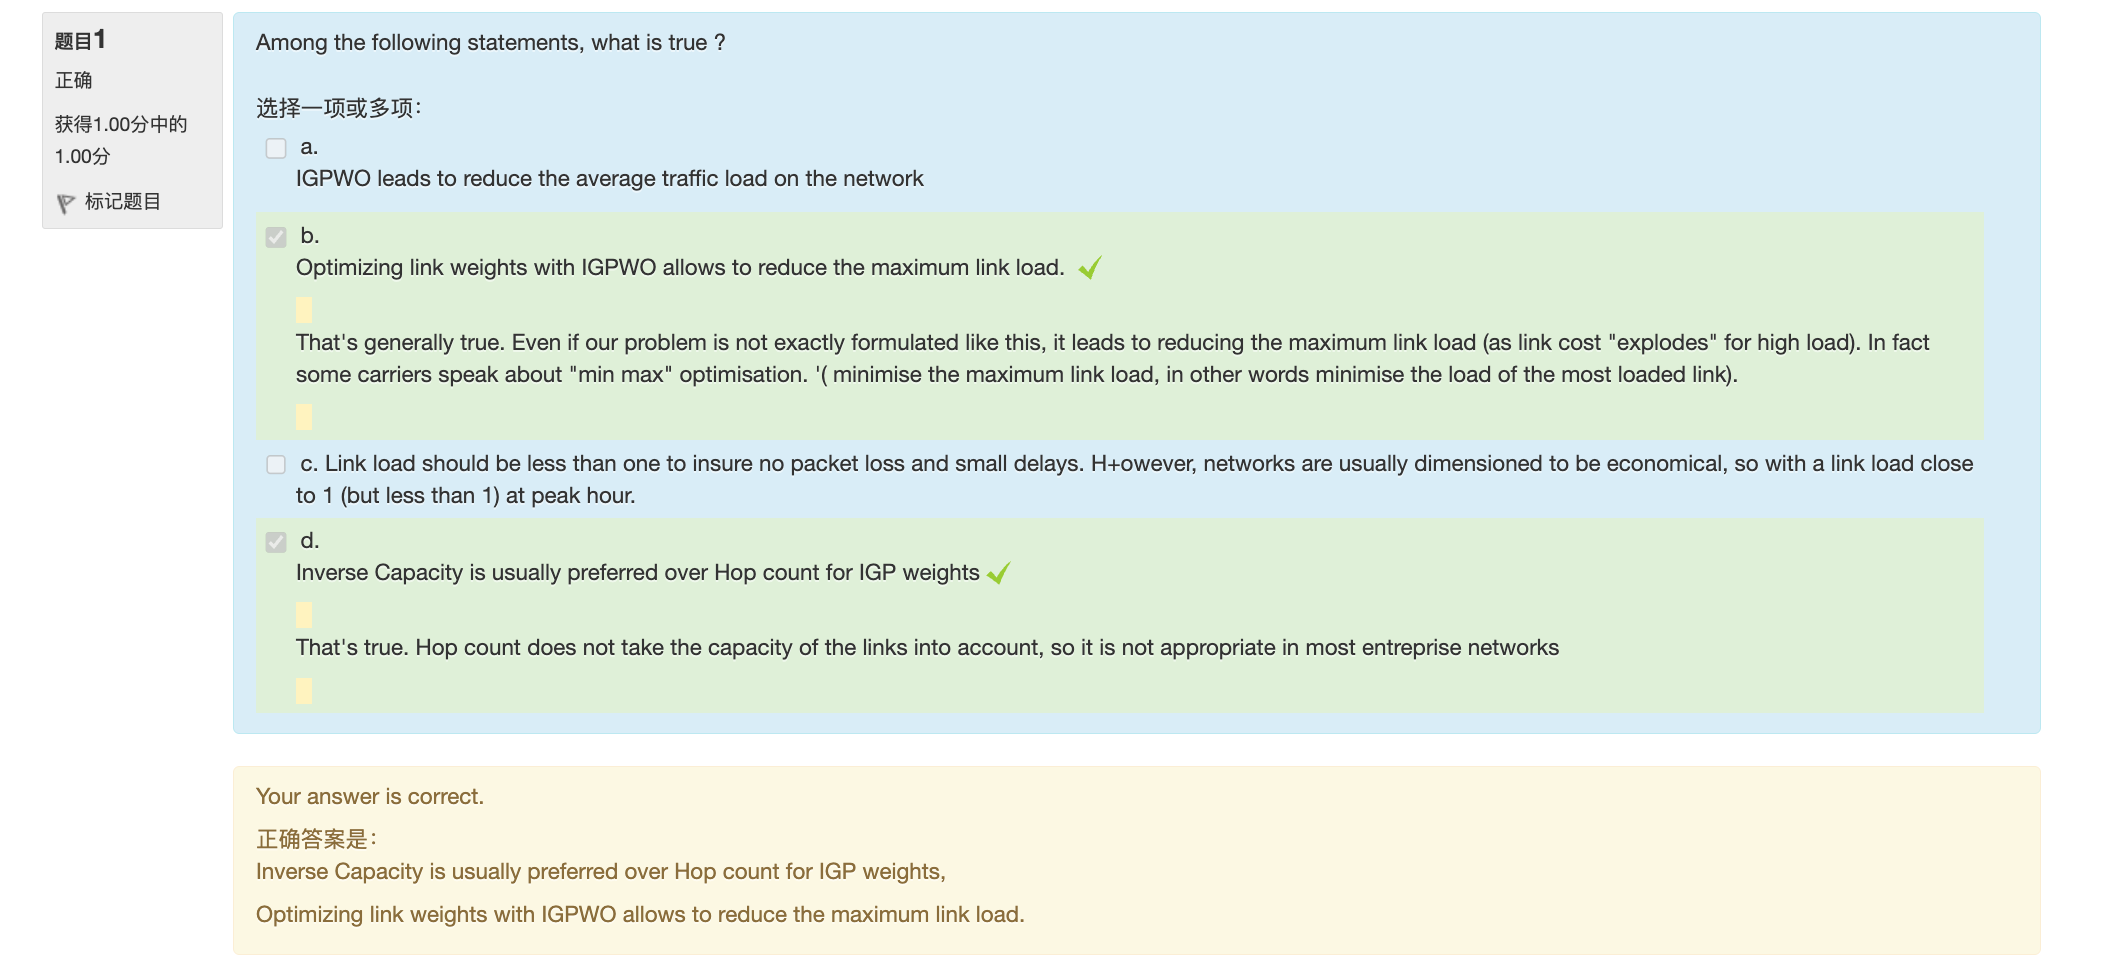 题目1
正确
获得1.00分中的
1.00分
标记题目
Among the following statements, what is true ?
选择一项或多项：
a.
IGPWO leads to reduce the average traffic load on the network
b.
Optimizing link weights with IGPWO allows to reduce the maximum link load.
That's generally true. Even if our problem is not exactly formulated like this, it leads to reducing the maximum link load (as link cost "explodes" for high load). In fact
some carriers speak about "min max" optimisation. '( minimise the maximum link load, in other words minimise the load of the most loaded link).
c. Link load should be less than one to insure no packet loss and small delays. H+owever, networks are usually dimensioned to be economical, so with a link load close
to 1 (but less than 1) at peak hour.
d.
Inverse Capacity is usually preferred over Hop count for IGP weights
That's true. Hop count does not take the capacity of the links into account, so it is not appropriate in most entreprise networks
Your answer is correct.
正确答案是：
Inverse Capacity is usually preferred over Hop count for IGP weights,
Optimizing link weights with IGPWO allows to reduce the maximum link load.